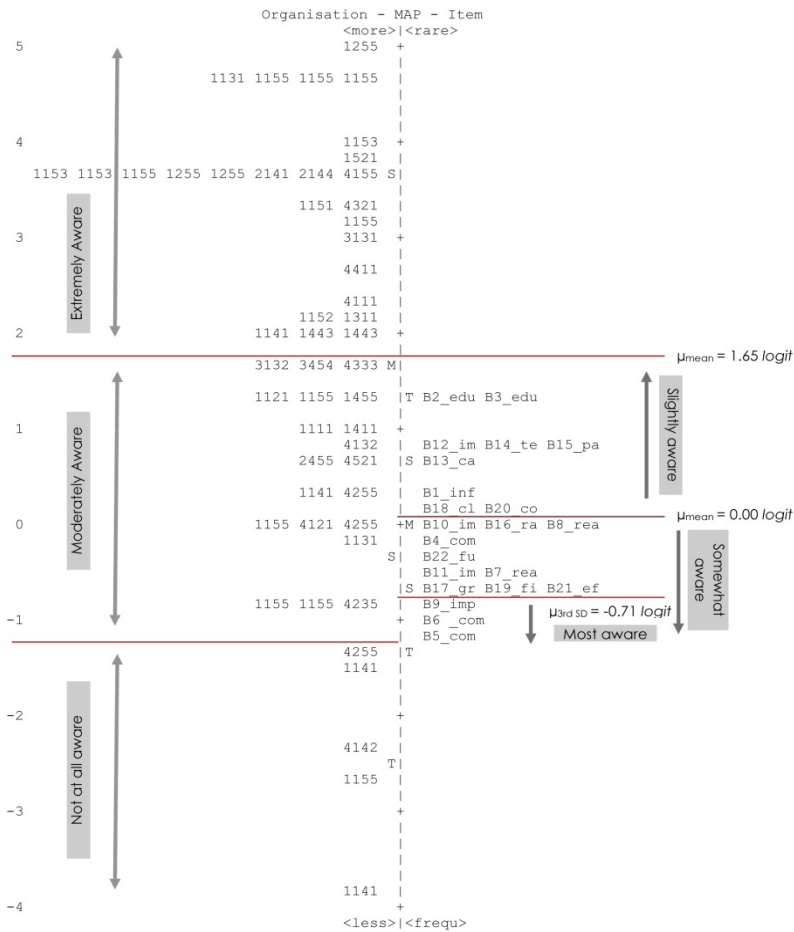 Organisation - MAP - Item
<more>|<rare>
5 1255 +
1131 1155 1155 1155 |
4 1153 +
1521 |
1153 1153 1155 1255 1255 2141 2144 4155 S|
1151 4321 |
1155 |
3 3131 +
4411 |
4111 |
1152 1311 |
2 1141 1443 1443 +
μmean = 1.65 logit
3132 3454 4333 M|
1121 1155 1455 |T B2_edu B3_edu
1 1111 1411 +
4132 | B12_im B14_te B15_pa
2455 4521 |S B13_ca
1141 4255 | B1_inf
| B18_cl B20_co
μmean = 0.00 logit
0 1155 4121 4255 +M B10_im B16_ra B8_rea
1131 | B4_com
S| B22_fu
| B11_im B7_rea
|S B17_gr B19_fi B21_ef
1155 1155 4235 | B9_imp
μ3rd SD = -0.71 logit
-1 + B6 _com
| B5_com
4255 |T
1141 |
-2 +
4142 |
T|
1155 |
-3 +
1141 |
-4 +
<less>|<frequ>
Extremely Aware
Moderately Aware
Not at all aware
Slightly aware
Somewhat
aware
Most aware